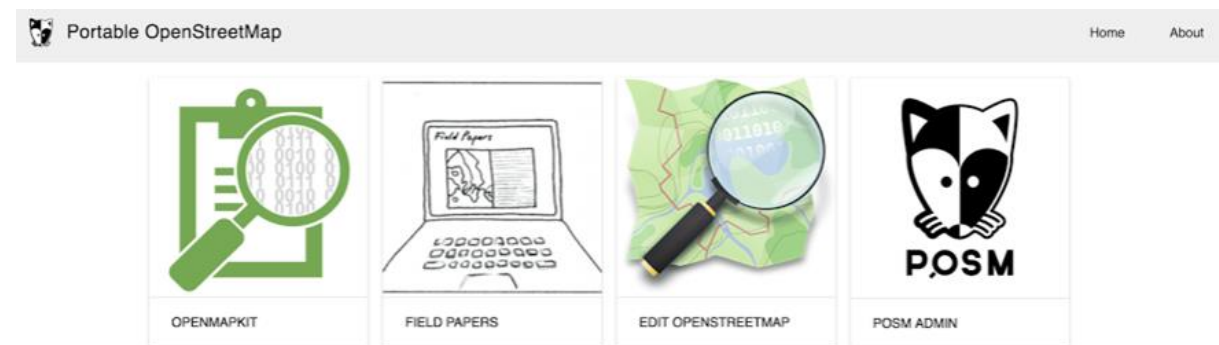 Portable OpenStreetMap
Home
About
Field Papers
POSM
OPENMAPKIT
FIELD PAPERS
EDIT OPENSTREETMAP
POSM ADMIN